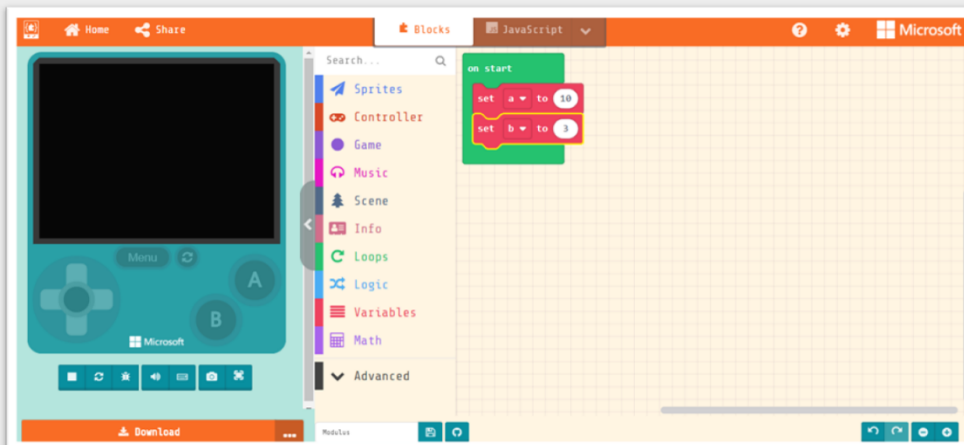 Home Share Blocks JavaScript Microsoft
Search...
Sprites
Controller
Game
Music
Scene
Info
Loops
Logic
Variables
Math
Advanced
on start
set a to 10
set b to 3
Menu
A
B
Microsoft
Download ...
Modulus